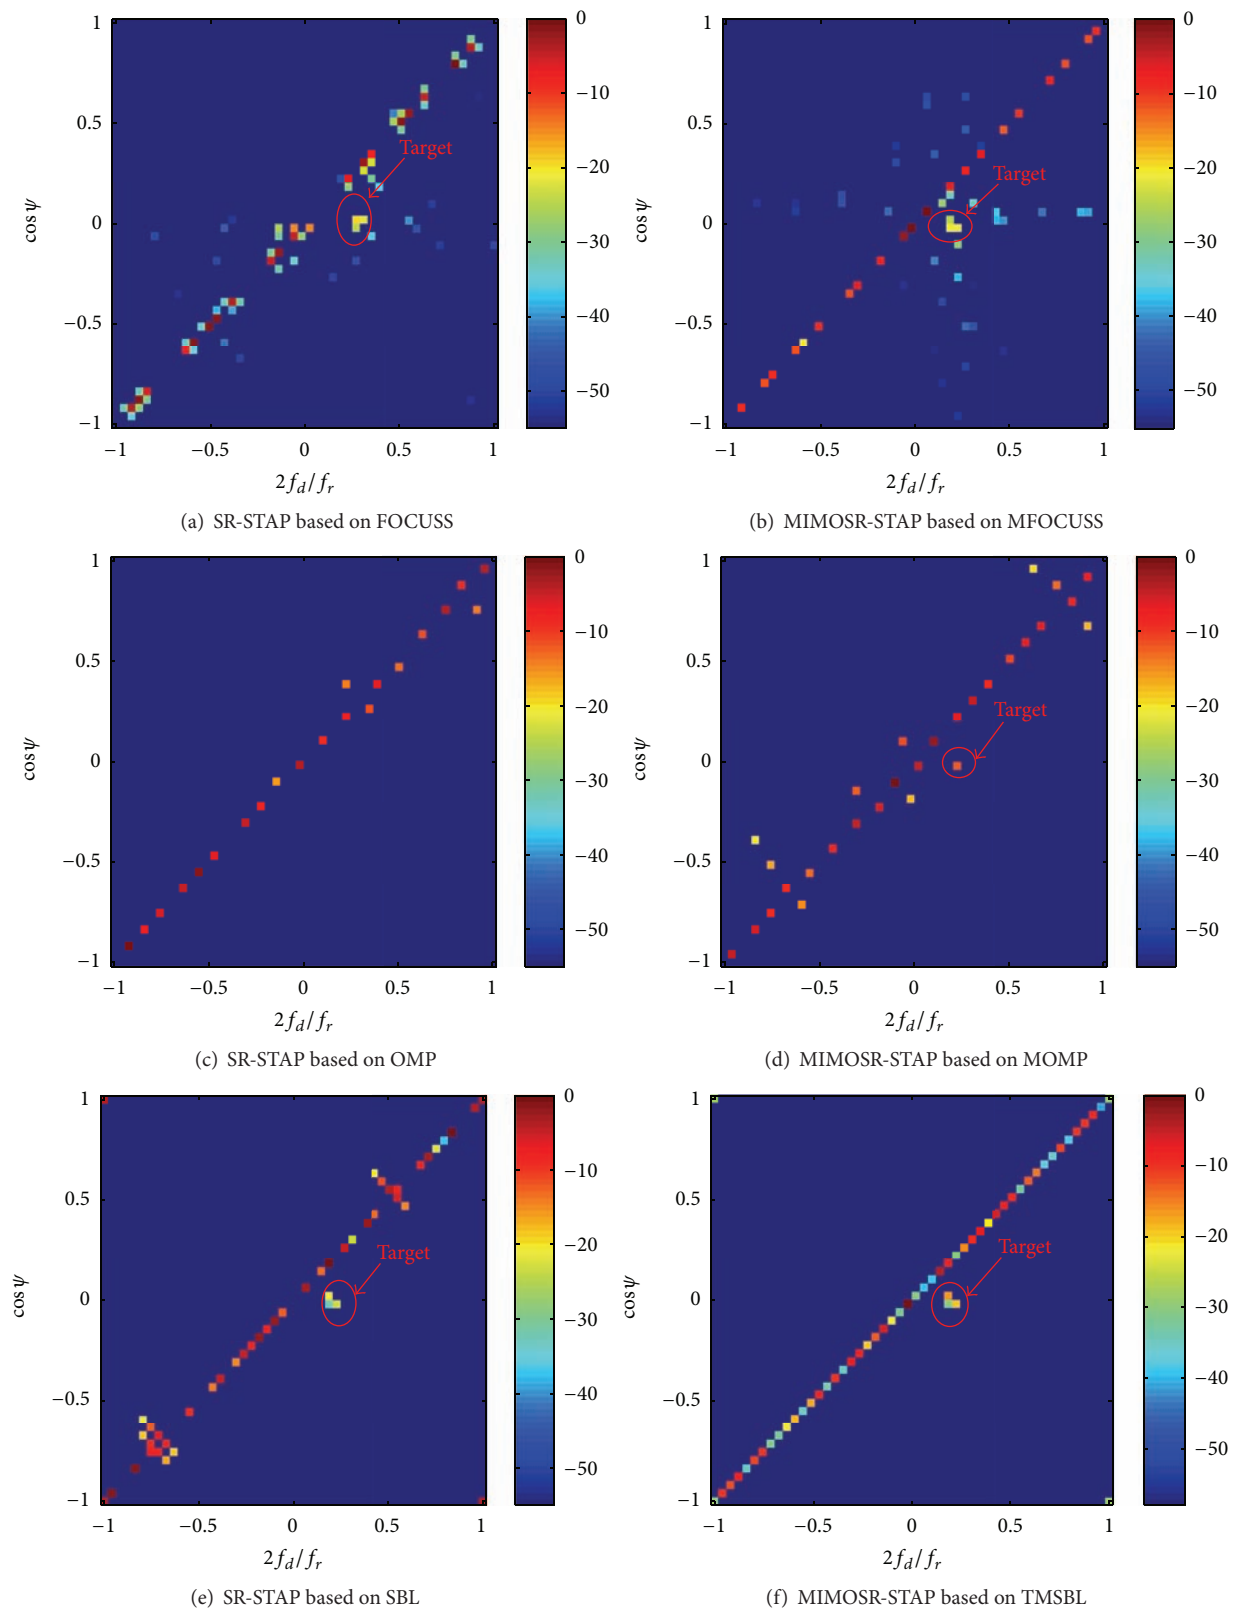 1
0.5
0
−0.5
−1
cos ψ
−1 −0.5 0 0.5 1
2f_d/f_r
0
−10
−20
−30
−40
−50
Target
(a) SR-STAP based on FOCUSS
1
0.5
0
−0.5
−1
cos ψ
−1 −0.5 0 0.5 1
2f_d/f_r
0
−10
−20
−30
−40
−50
Target
(b) MIMOSR-STAP based on MFOCUSS
1
0.5
0
−0.5
−1
cos ψ
−1 −0.5 0 0.5 1
2f_d/f_r
0
−10
−20
−30
−40
−50
(c) SR-STAP based on OMP
1
0.5
0
−0.5
−1
cos ψ
−1 −0.5 0 0.5 1
2f_d/f_r
0
−10
−20
−30
−40
−50
Target
(d) MIMOSR-STAP based on MOMP
1
0.5
0
−0.5
−1
cos ψ
−1 −0.5 0 0.5 1
2f_d/f_r
0
−10
−20
−30
−40
−50
Target
(e) SR-STAP based on SBL
1
0.5
0
−0.5
−1
cos ψ
−1 −0.5 0 0.5 1
2f_d/f_r
0
−10
−20
−30
−40
−50
Target
(f) MIMOSR-STAP based on TMSBL